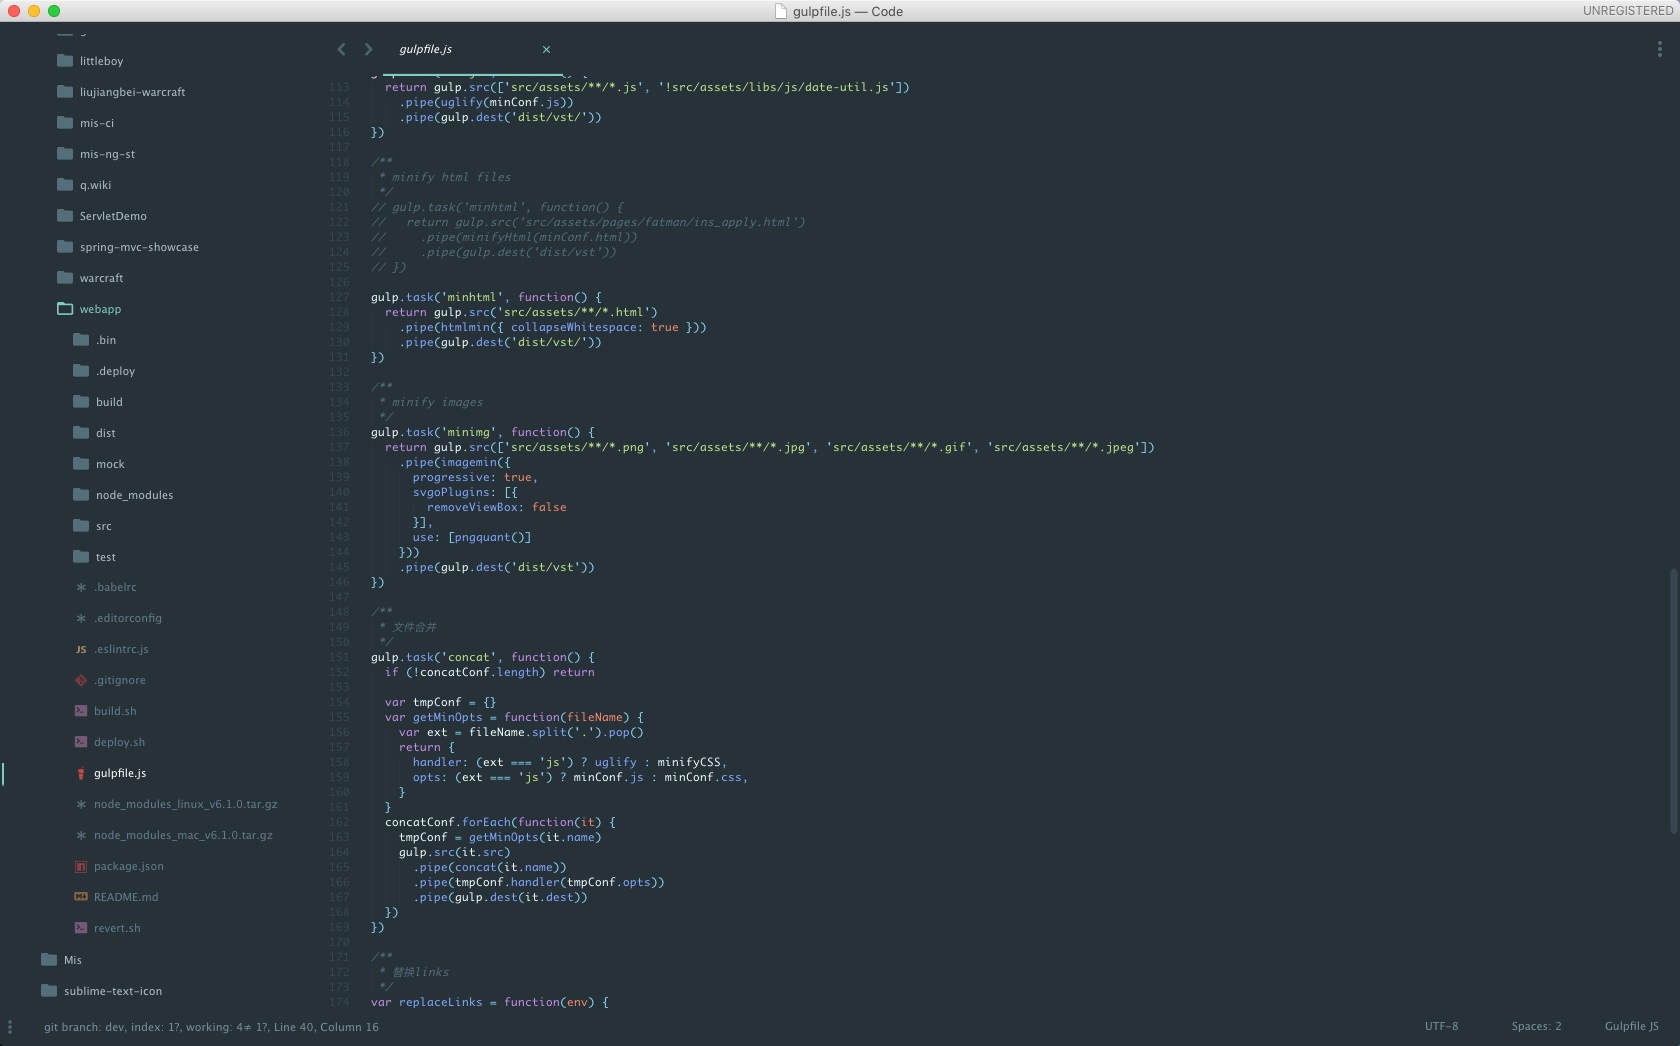 gulpfile.js — Code
UNREGISTERED
littleboy
liujiangbei-warcraft
mis-ci
mis-ng-st
q.wiki
ServletDemo
spring-mvc-showcase
warcraft
webapp
.bin
.deploy
build
dist
mock
node_modules
src
test
.babelrc
.editorconfig
JS .eslintrc.js
.gitignore
build.sh
deploy.sh
gulpfile.js
node_modules_linux_v6.1.0.tar.gz
node_modules_mac_v6.1.0.tar.gz
package.json
README.md
revert.sh
Mis
sublime-text-icon
gulpfile.js ×
113 return gulp.src(['src/assets/**/*.js', '!src/assets/libs/js/date-util.js'])
114 .pipe(uglify(minConf.js))
115 .pipe(gulp.dest('dist/vst/'))
116 })
117
118 /**
119 * minify html files
120 */
121 // gulp.task('minhtml', function() {
122 // return gulp.src('src/assets/pages/fatman/ins_apply.html')
123 // .pipe(minifyHtml(minConf.html))
124 // .pipe(gulp.dest('dist/vst'))
125 // })
126
127 gulp.task('minhtml', function() {
128 return gulp.src('src/assets/**/*.html')
129 .pipe(htmlmin({ collapseWhitespace: true }))
130 .pipe(gulp.dest('dist/vst/'))
131 })
132
133 /**
134 * minify images
135 */
136 gulp.task('minimg', function() {
137 return gulp.src(['src/assets/**/*.png', 'src/assets/**/*.jpg', 'src/assets/**/*.gif', 'src/assets/**/*.jpeg'])
138 .pipe(imagemin({
139 progressive: true,
140 svgoPlugins: [{
141 removeViewBox: false
142 }],
143 use: [pngquant()]
144 }))
145 .pipe(gulp.dest('dist/vst'))
146 })
147
148 /**
149 * 文件合并
150 */
151 gulp.task('concat', function() {
152 if (!concatConf.length) return
153
154 var tmpConf = {}
155 var getMinOpts = function(fileName) {
156 var ext = fileName.split('.').pop()
157 return {
158 handler: (ext === 'js') ? uglify : minifyCSS,
159 opts: (ext === 'js') ? minConf.js : minConf.css,
160 }
161 }
162 concatConf.forEach(function(it) {
163 tmpConf = getMinOpts(it.name)
164 gulp.src(it.src)
165 .pipe(concat(it.name))
166 .pipe(tmpConf.handler(tmpConf.opts))
167 .pipe(gulp.dest(it.dest))
168 })
169 })
170
171 /**
172 * 替换links
173 */
174 var replaceLinks = function(env) {
git branch: dev, index: 1?, working: 4≠ 1?, Line 40, Column 16
UTF-8
Spaces: 2
Gulpfile JS